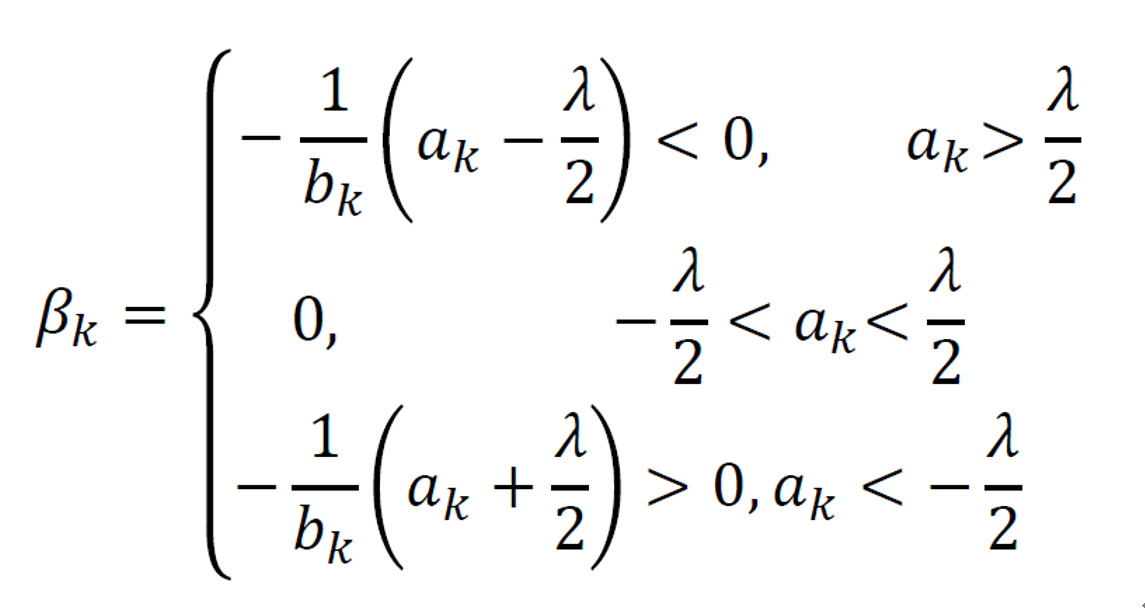 β_k = { −1/b_k (a_k − λ/2) < 0, a_k > λ/2
0, −λ/2 < a_k < λ/2
−1/b_k (a_k + λ/2) > 0, a_k < −λ/2